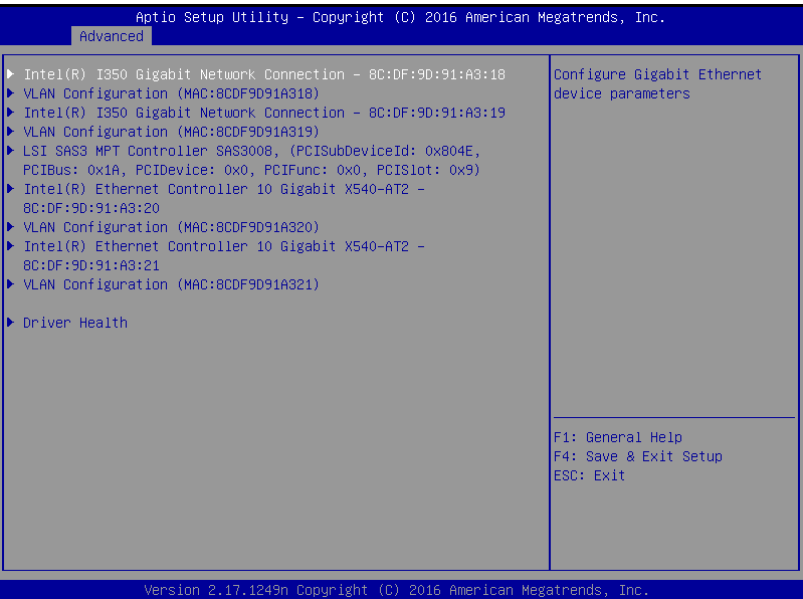 Aptio Setup Utility – Copyright (C) 2016 American Megatrends, Inc.
Advanced
Intel(R) I350 Gigabit Network Connection – 8C:DF:9D:91:A3:18
VLAN Configuration (MAC:8CDF9D91A318)
Intel(R) I350 Gigabit Network Connection – 8C:DF:9D:91:A3:19
VLAN Configuration (MAC:8CDF9D91A319)
LSI SAS3 MPT Controller SAS3008, (PCISubDeviceId: 0x804E,
PCIBus: 0x1A, PCIDevice: 0x0, PCIFunc: 0x0, PCISlot: 0x9)
Intel(R) Ethernet Controller 10 Gigabit X540-AT2 –
8C:DF:9D:91:A3:20
VLAN Configuration (MAC:8CDF9D91A320)
Intel(R) Ethernet Controller 10 Gigabit X540-AT2 –
8C:DF:9D:91:A3:21
VLAN Configuration (MAC:8CDF9D91A321)
Driver Health
Configure Gigabit Ethernet
device parameters
F1: General Help
F4: Save & Exit Setup
ESC: Exit
Version 2.17.1249n Copyright (C) 2016 American Megatrends, Inc.